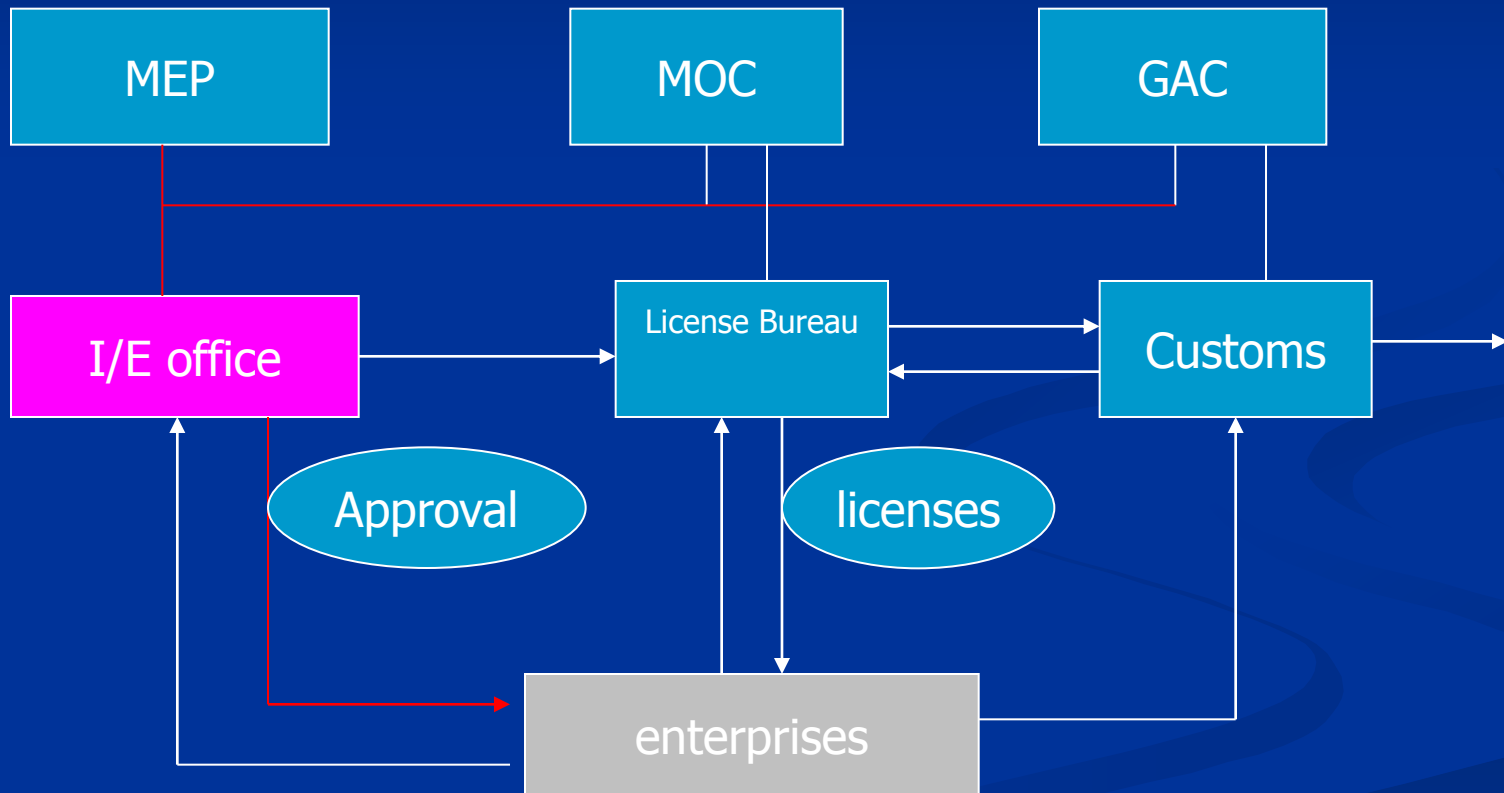 MEP
MOC
GAC
I/E office
License Bureau
Customs
Approval
licenses
enterprises